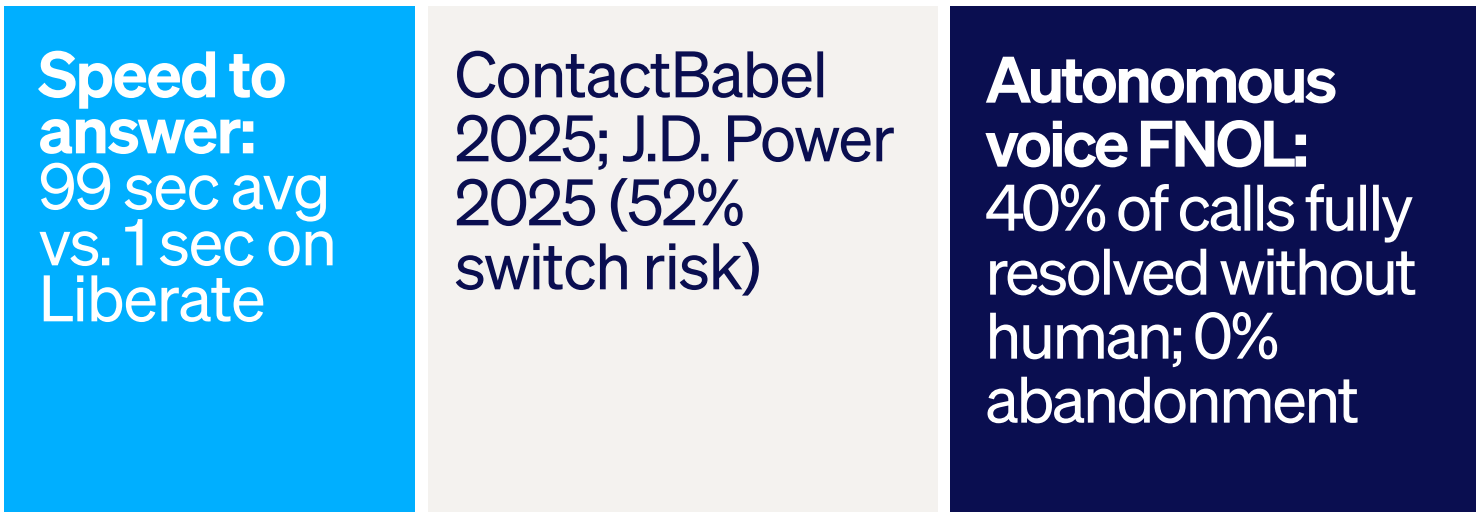 Speed to
answer:
99 sec avg
vs. 1 sec on
Liberate
ContactBabel
2025; J.D. Power
2025 (52%
switch risk)
Autonomous
voice FNOL:
40% of calls fully
resolved without
human; 0%
abandonment